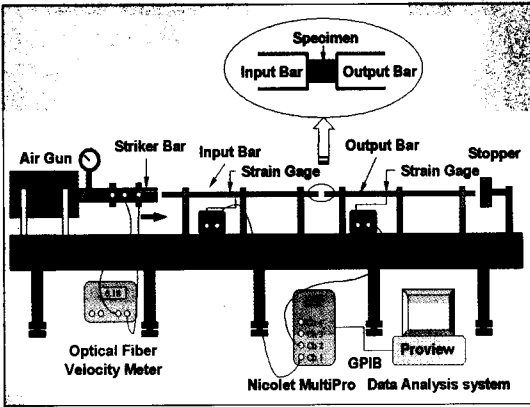 Specimen
Input Bar
Output Bar
Air Gun
Striker Bar
Input Bar
Strain Gage
Output Bar
Strain Gage
Stopper
Optical Fiber
Velocity Meter
Nicolet MultiPro
GPIB
Proview
Data Analysis system